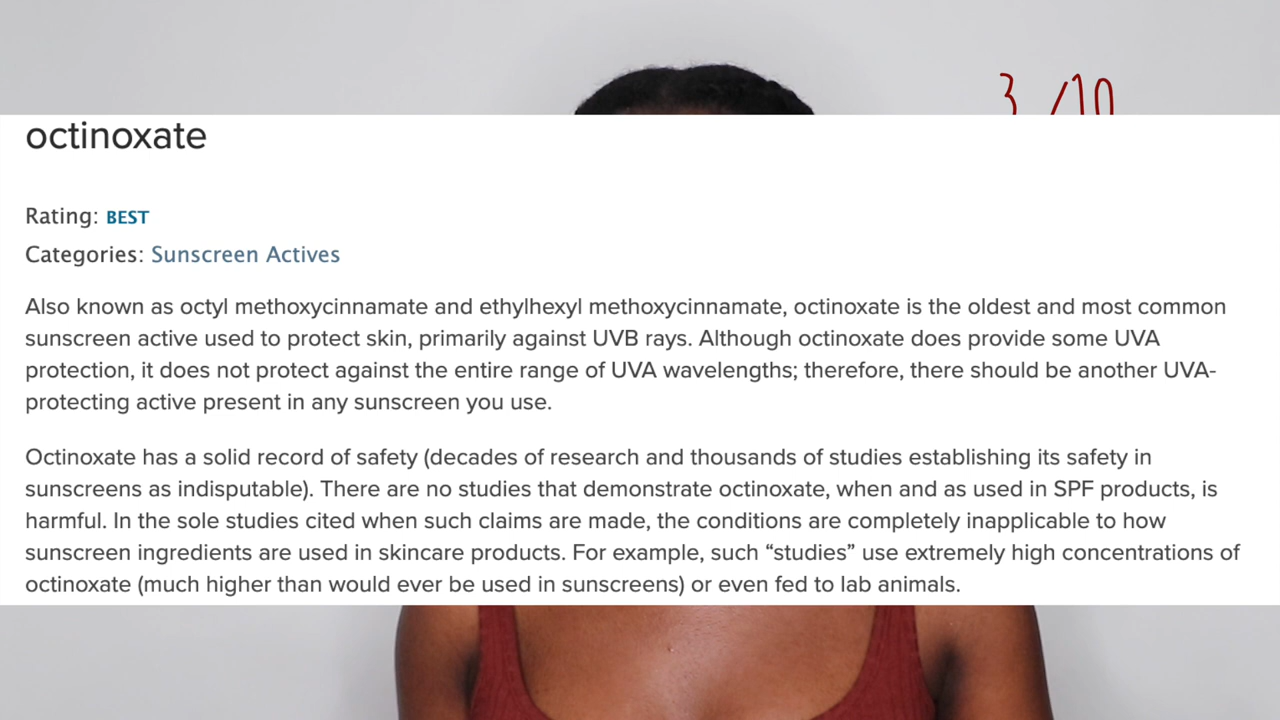 3/10
octinoxate
Rating: BEST
Categories: Sunscreen Actives
Also known as octyl methoxycinnamate and ethylhexyl methoxycinnamate, octinoxate is the oldest and most common
sunscreen active used to protect skin, primarily against UVB rays. Although octinoxate does provide some UVA
protection, it does not protect against the entire range of UVA wavelengths; therefore, there should be another UVA-
protecting active present in any sunscreen you use.
Octinoxate has a solid record of safety (decades of research and thousands of studies establishing its safety in
sunscreens as indisputable). There are no studies that demonstrate octinoxate, when and as used in SPF products, is
harmful. In the sole studies cited when such claims are made, the conditions are completely inapplicable to how
sunscreen ingredients are used in skincare products. For example, such “studies” use extremely high concentrations of
octinoxate (much higher than would ever be used in sunscreens) or even fed to lab animals.